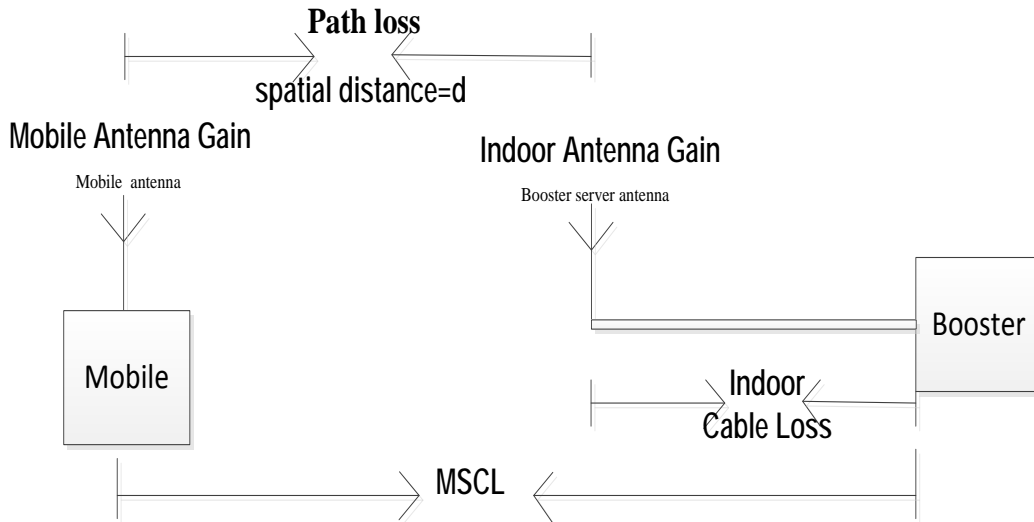 Path loss
spatial distance=d
Mobile Antenna Gain
Indoor Antenna Gain
Mobile antenna
Booster server antenna
Mobile
Booster
Indoor
Cable Loss
MSCL